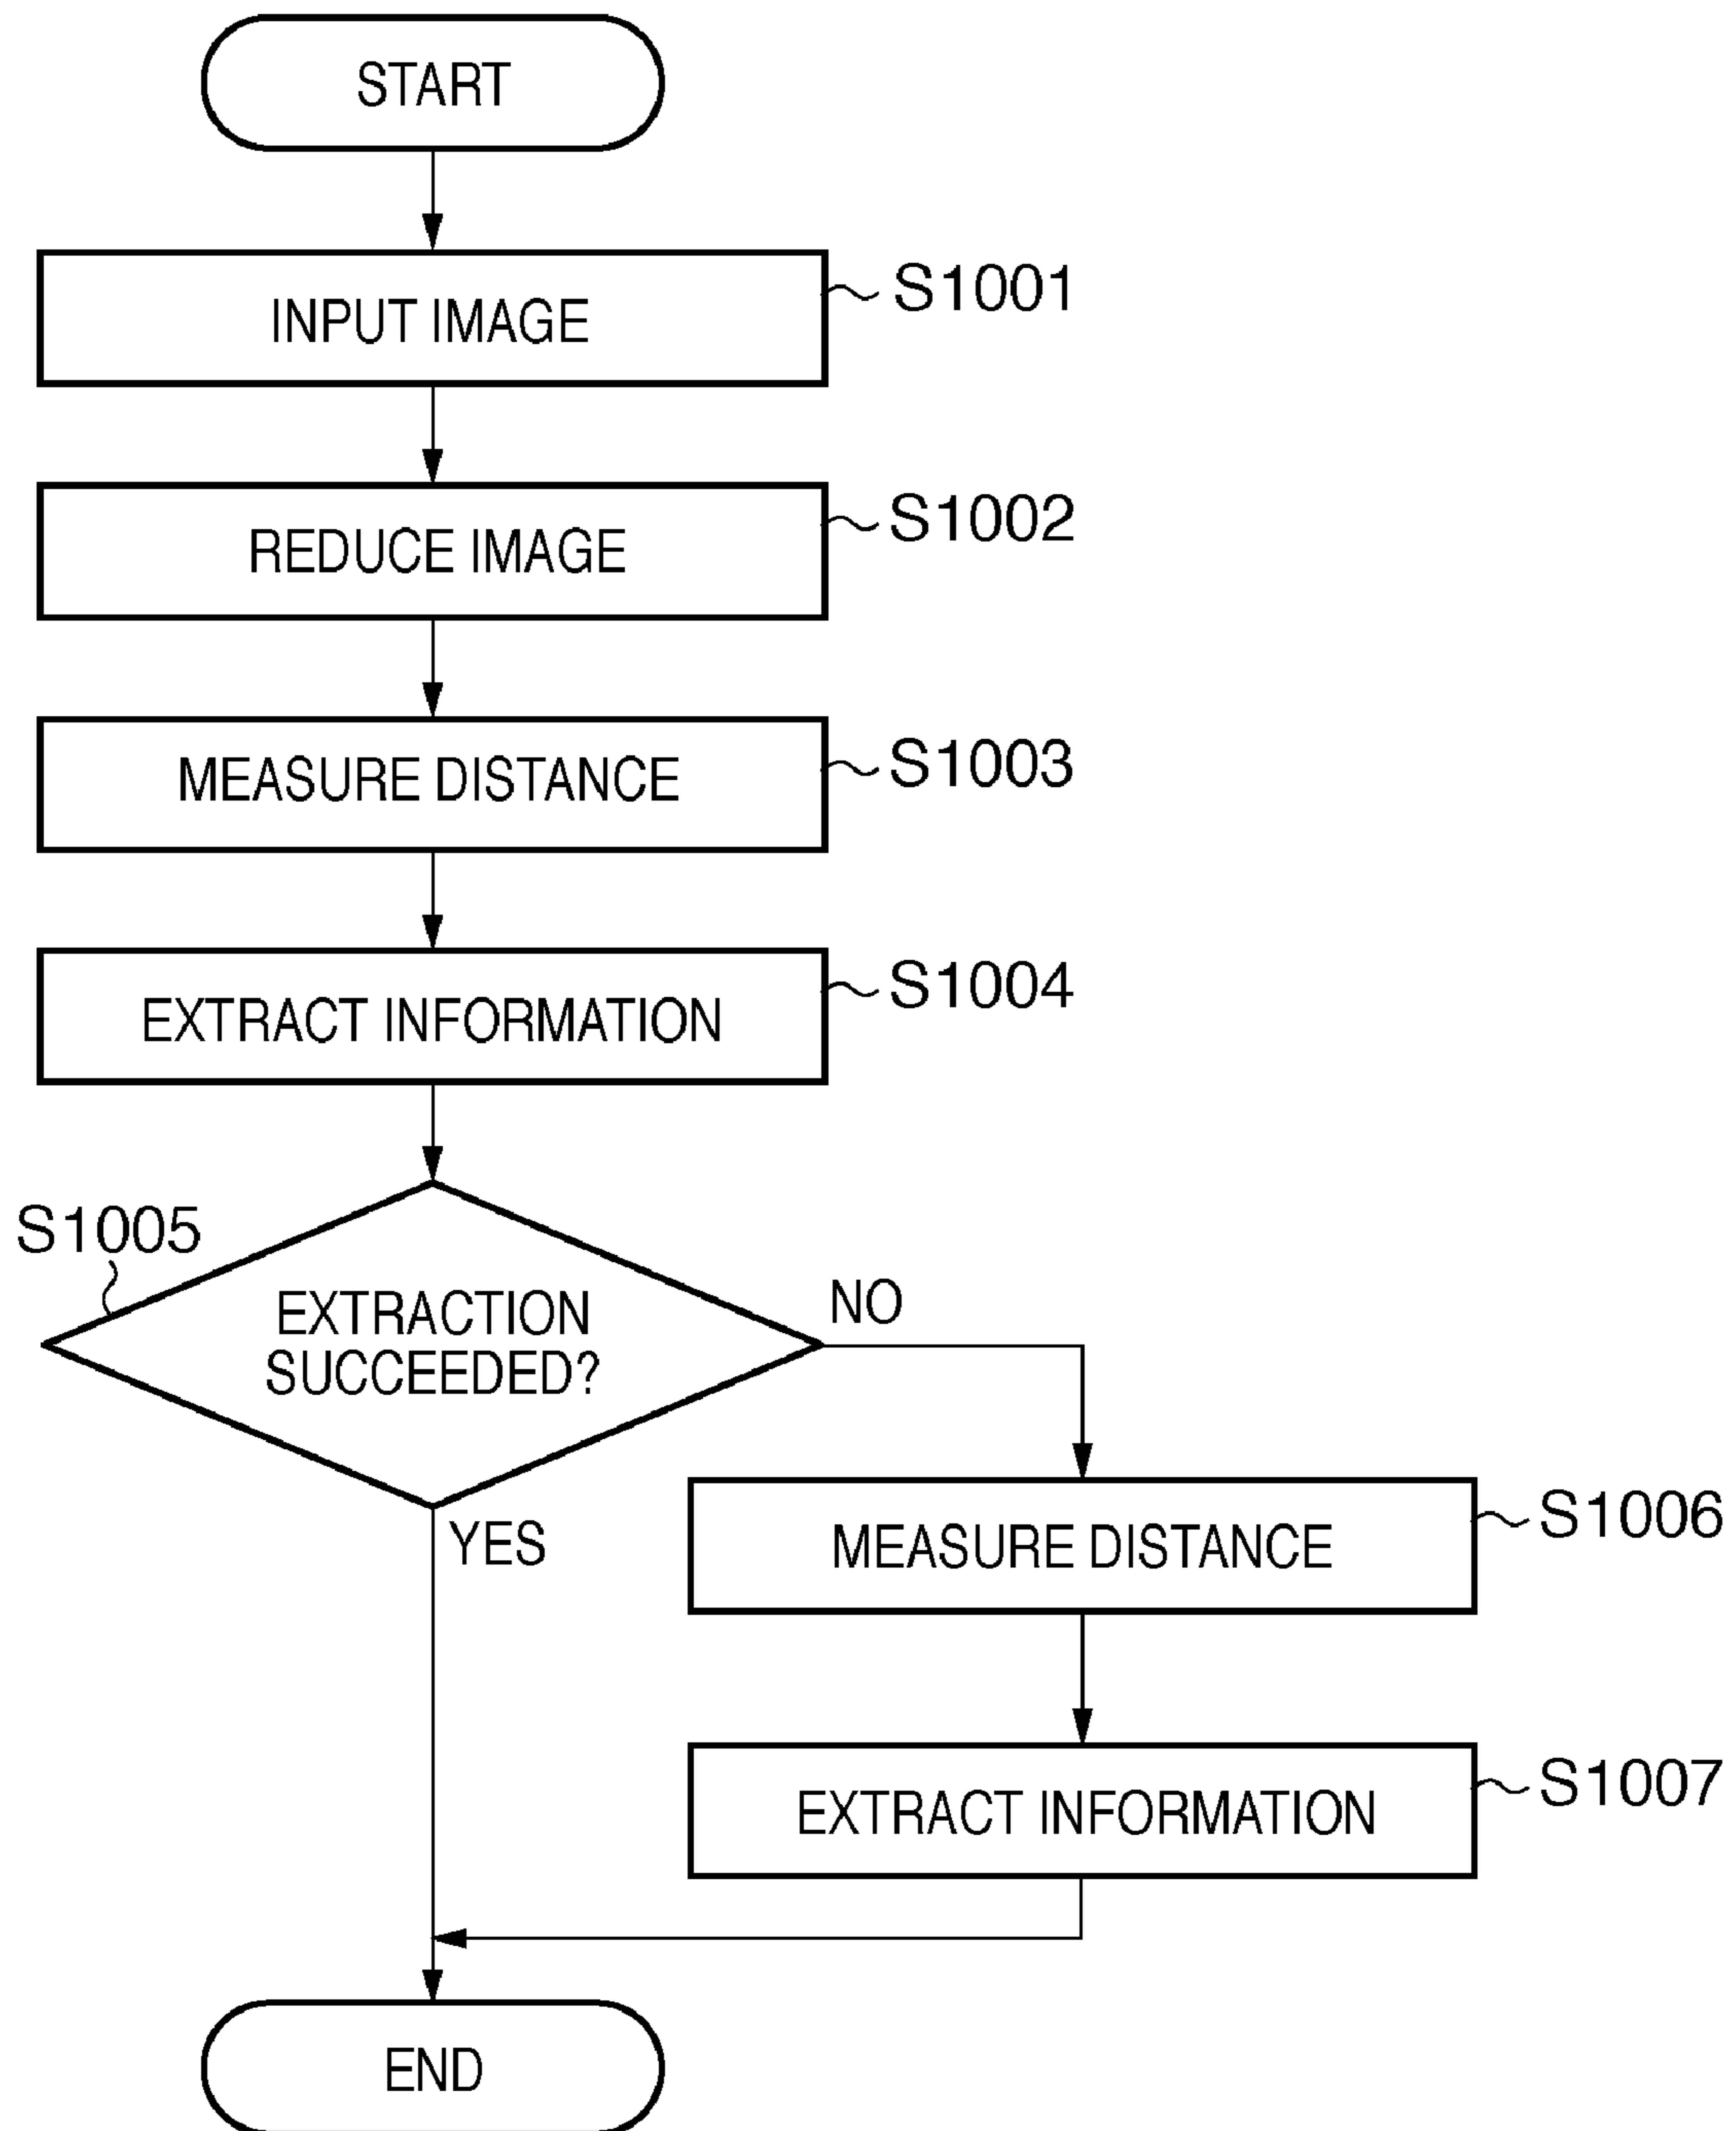 START
INPUT IMAGE
S1001
REDUCE IMAGE
S1002
MEASURE DISTANCE
S1003
EXTRACT INFORMATION
S1004
S1005
EXTRACTION
SUCCEEDED?
NO
YES
MEASURE DISTANCE
S1006
EXTRACT INFORMATION
S1007
END